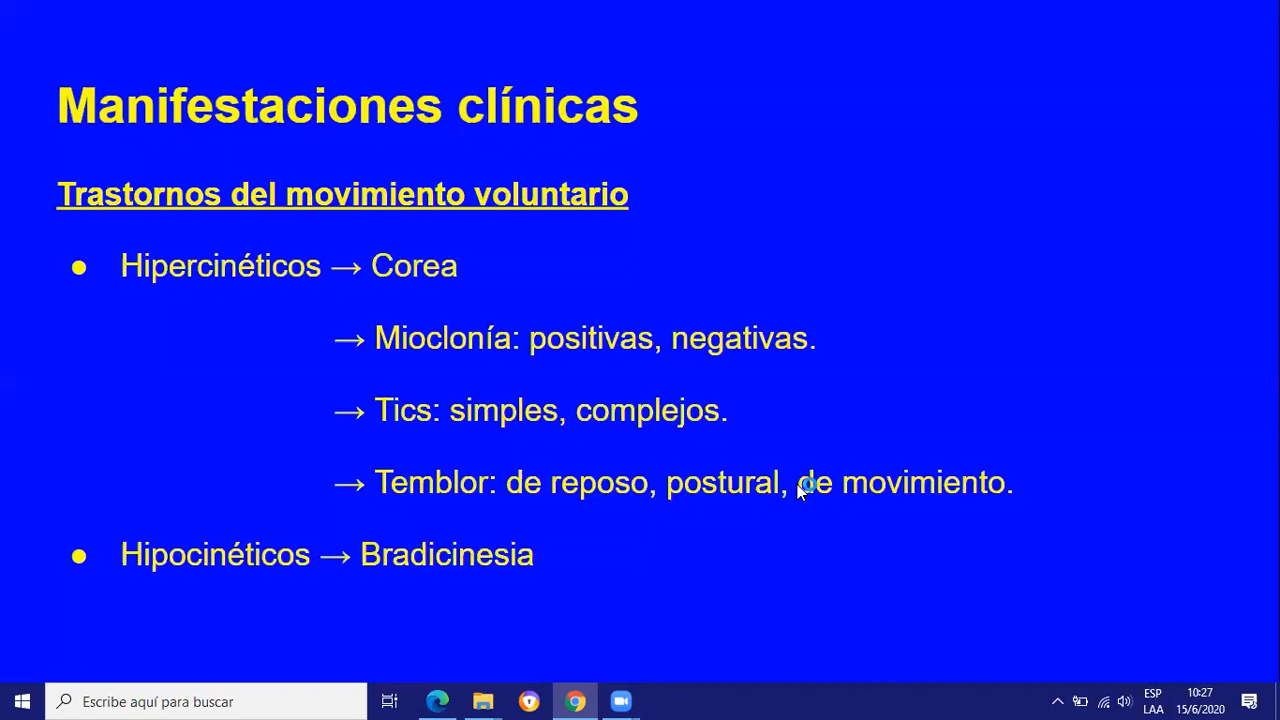 Manifestaciones clínicas
Trastornos del movimiento voluntario
● Hipercinéticos → Corea
→ Mioclonía: positivas, negativas.
→ Tics: simples, complejos.
→ Temblor: de reposo, postural, de movimiento.
● Hipocinéticos → Bradicinesia
Escribe aquí para buscar
ESP
LAA
10:27
15/6/2020